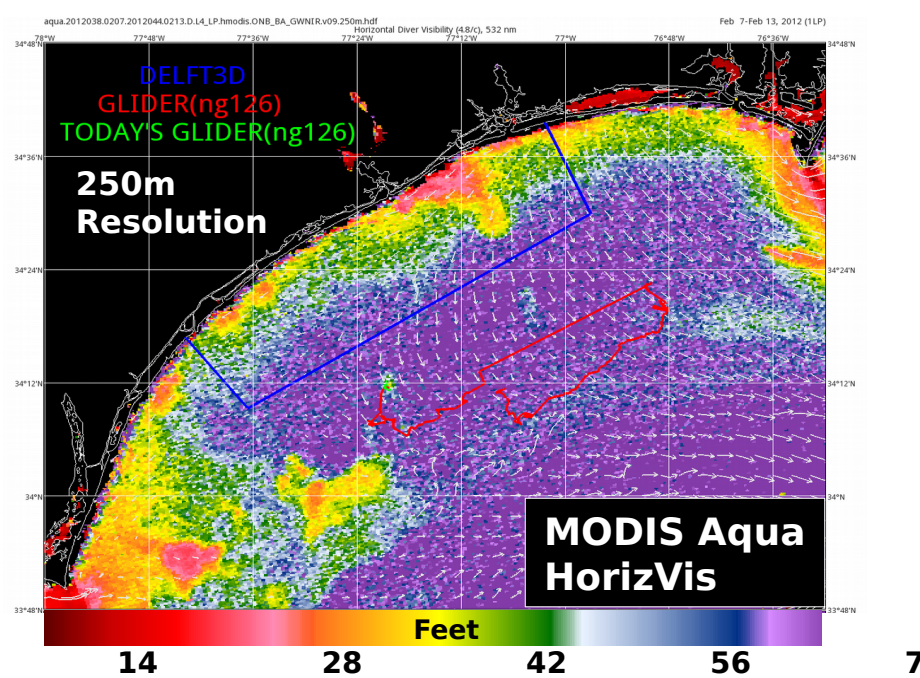 aqua.2012038.0207.2012044.0213.D.L4_LP.hmodis.ONB_BA_GWNIR.v09.250m.hdf
Feb 7-Feb 13, 2012 (1LP)
Horizontal Diver Visibility (4.8/c), 532 nm
78°W 77°48'W 77°36'W 77°24'W 77°12'W 77°W 76°48'W 76°36'W
34°48'N 34°48'N
DELFT3D
GLIDER(ng126)
TODAY'S GLIDER(ng126)
34°36'N 34°36'N
250m
Resolution
34°24'N 34°24'N
34°12'N 34°12'N
34°N 34°N
MODIS Aqua
HorizVis
33°48'N 33°48'N
Feet
14 28 42 56 7